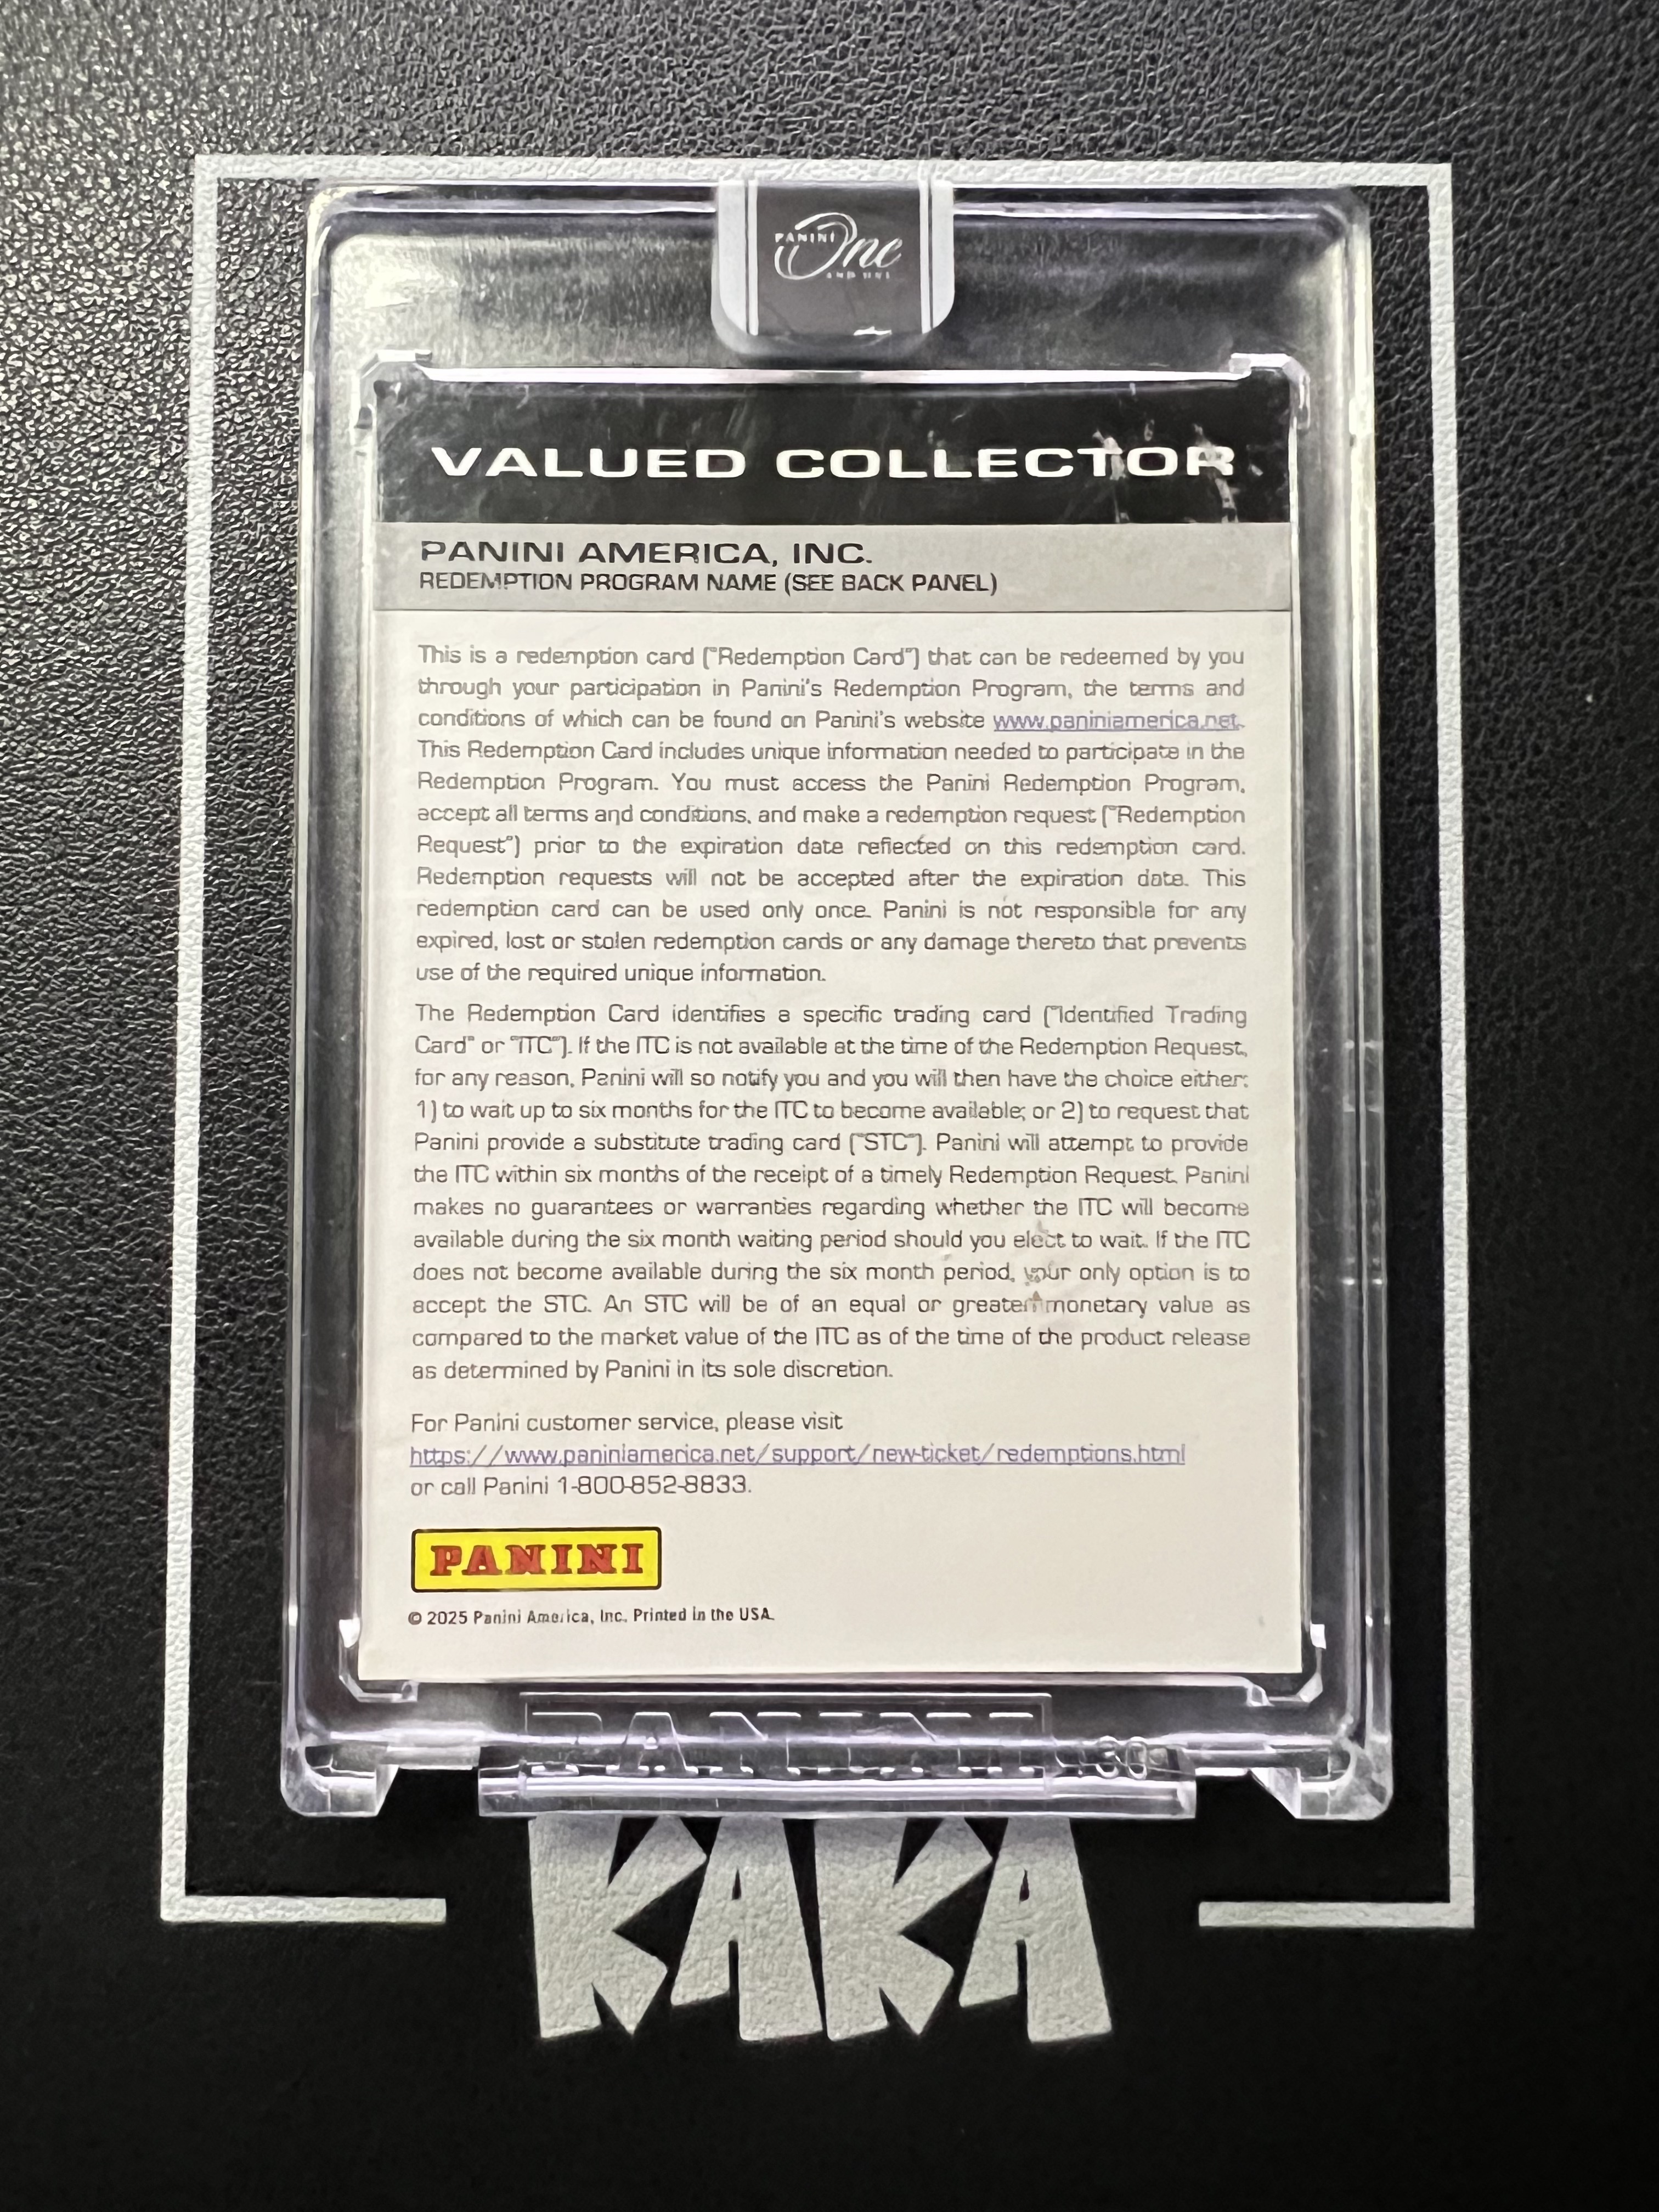 PANINI
One
AND ONE
VALUED COLLECTOR
PANINI AMERICA, INC.
REDEMPTION PROGRAM NAME (SEE BACK PANEL)
This is a redemption card ("Redemption Card") that can be redeemed by you
through your participation in Panini's Redemption Program, the terms and
conditions of which can be found on Panini's website www.paniniamerica.net.
This Redemption Card includes unique information needed to participate in the
Redemption Program. You must access the Panini Redemption Program,
accept all terms and conditions, and make a redemption request ("Redemption
Request") prior to the expiration date reflected on this redemption card.
Redemption requests will not be accepted after the expiration date. This
redemption card can be used only once. Panini is not responsible for any
expired, lost or stolen redemption cards or any damage thereto that prevents
use of the required unique information.
The Redemption Card identifies a specific trading card ("Identified Trading
Card" or "ITC"). If the ITC is not available at the time of the Redemption Request,
for any reason, Panini will so notify you and you will then have the choice either:
1) to wait up to six months for the ITC to become available; or 2) to request that
Panini provide a substitute trading card ("STC"). Panini will attempt to provide
the ITC within six months of the receipt of a timely Redemption Request. Panini
makes no guarantees or warranties regarding whether the ITC will become
available during the six month waiting period should you elect to wait. If the ITC
does not become available during the six month period, your only option is to
accept the STC. An STC will be of an equal or greater monetary value as
compared to the market value of the ITC as of the time of the product release
as determined by Panini in its sole discretion.
For Panini customer service, please visit
https://www.paniniamerica.net/support/new-ticket/redemptions.html
or call Panini 1-800-852-8833.
PANINI
© 2025 Panini America, Inc. Printed in the USA.
PANINI
KAKA